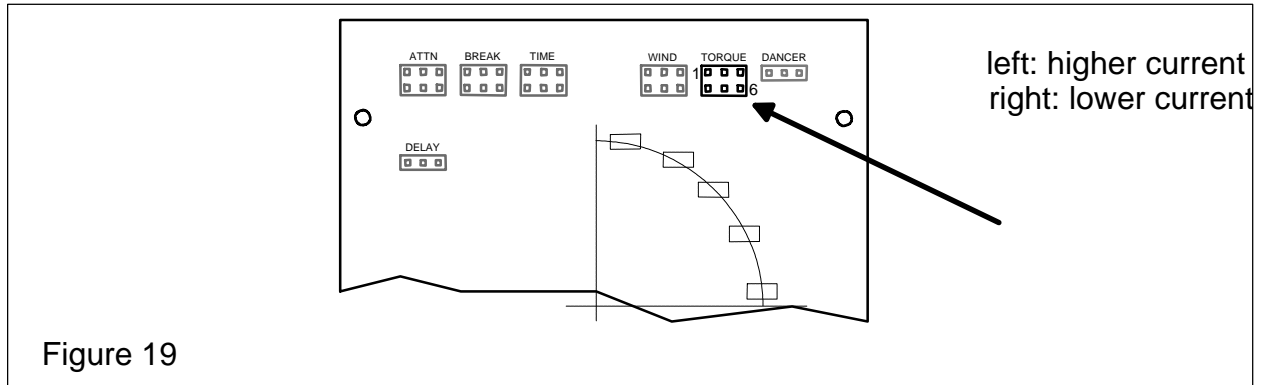 ATTN BREAK TIME WIND TORQUE DANCER
1
6
left: higher current
right: lower current
DELAY
Figure 19